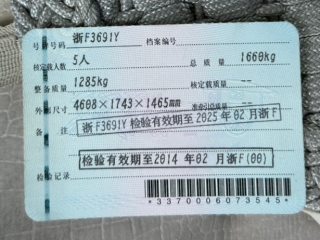 号牌号码 浙F3691Y 档案编号
核定载人数 5人 总质量 1660kg
整备质量 1285kg 核定载质量 --
外廓尺寸 4608×1743×1465mm 准牵引总质量 --
备注 浙F3691Y 检验有效期至2025年02月浙F
检验有效期至2014年02月浙F(00)
检验记录
*3370006073545*